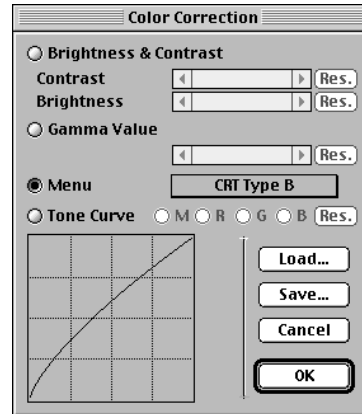 Color Correction
Brightness & Contrast
Contrast Res.
Brightness Res.
Gamma Value
Res.
Menu CRT Type B
Tone Curve M R G B Res.
Load...
Save...
Cancel
OK